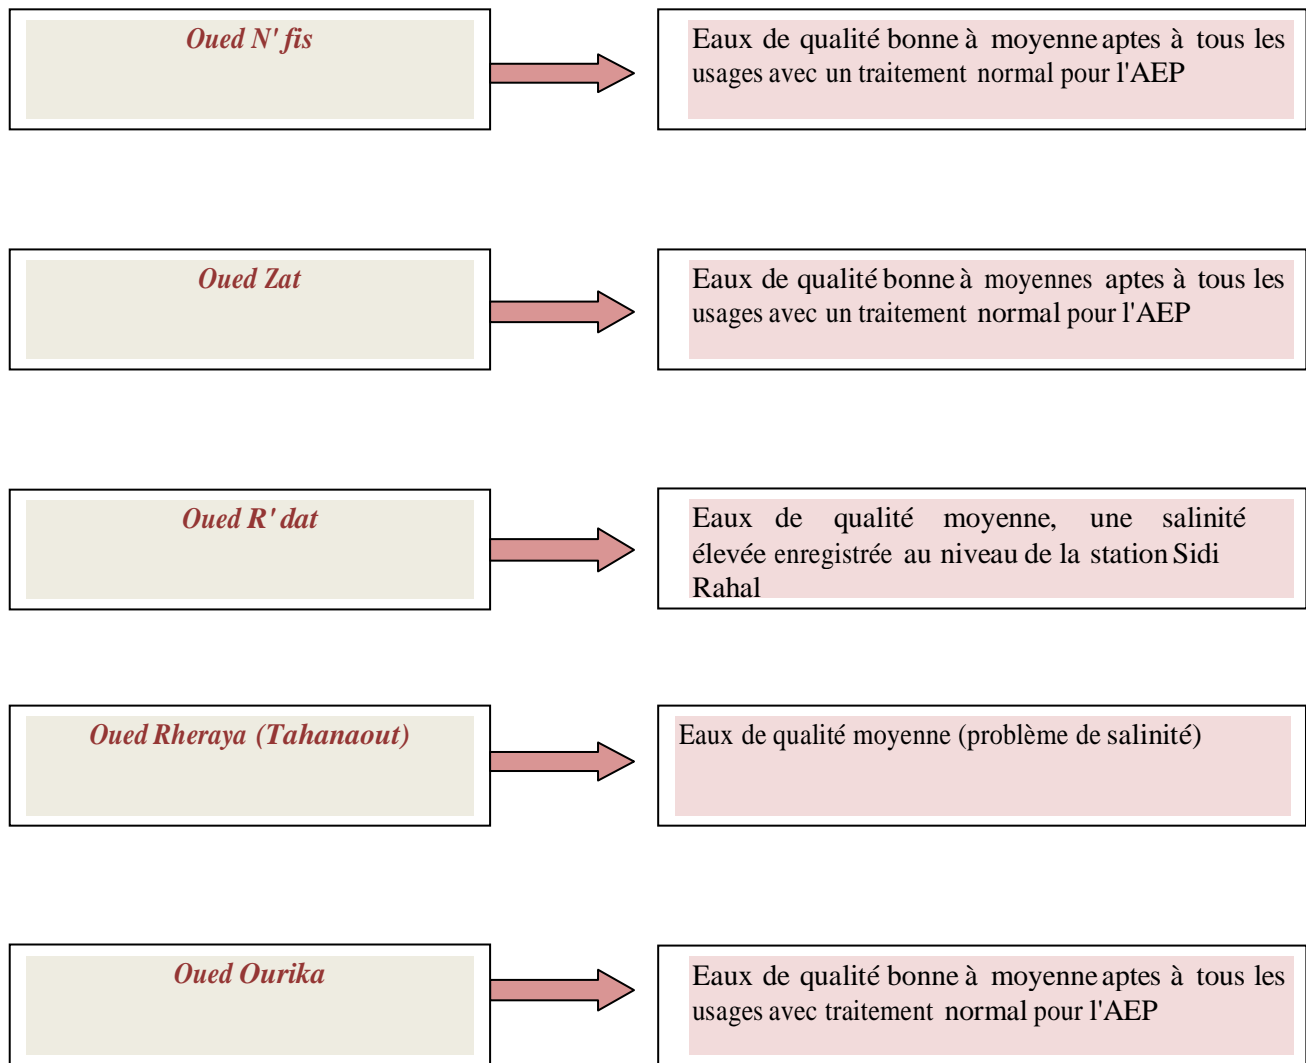 Oued N' fis
Eaux de qualité bonne à moyenne aptes à tous les
usages avec un traitement normal pour l'AEP
Oued Zat
Eaux de qualité bonne à moyennes aptes à tous les
usages avec un traitement normal pour l'AEP
Oued R' dat
Eaux de qualité moyenne, une salinité
élevée enregistrée au niveau de la station Sidi
Rahal
Oued Rheraya (Tahanaout)
Eaux de qualité moyenne (problème de salinité)
Oued Ourika
Eaux de qualité bonne à moyenne aptes à tous les
usages avec traitement normal pour l'AEP